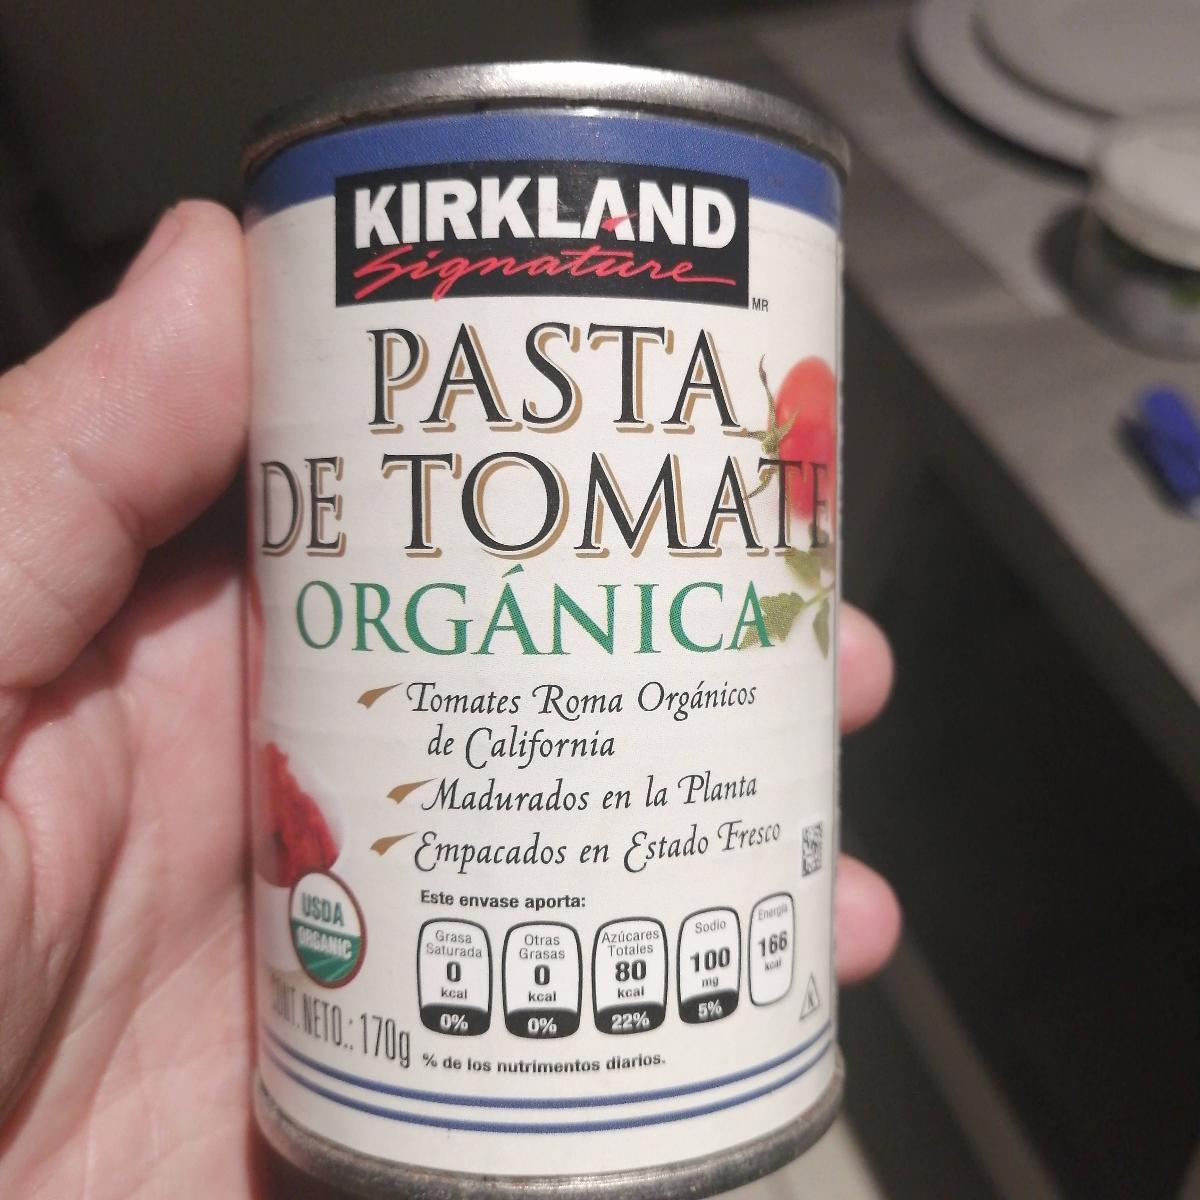 KIRKLAND
Signature
MR
PASTA
DE TOMATE
ORGÁNICA
Tomates Roma Orgánicos
de California
Madurados en la Planta
Empacados en Estado Fresco
USDA
ORGANIC
CONT. NETO.: 170g
Este envase aporta:
Grasa Saturada 0 kcal 0%
Otras Grasas 0 kcal 0%
Azúcares Totales 80 kcal 22%
Sodio 100 mg 5%
Energía 166 kcal
K
% de los nutrimentos diarios.